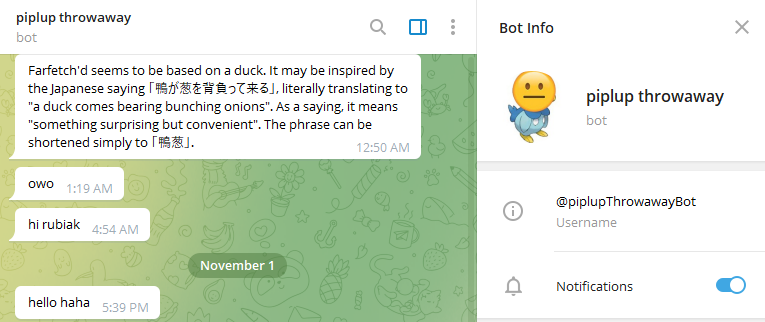 piplup throwaway
bot
Farfetch'd seems to be based on a duck. It may be inspired by
the Japanese saying 「鴨が葱を背負って来る」, literally translating to
"a duck comes bearing bunching onions". As a saying, it means
"something surprising but convenient". The phrase can be
shortened simply to 「鴨葱」.
12:50 AM
owo
1:19 AM
hi rubiak
4:54 AM
November 1
hello haha
5:39 PM
Bot Info
piplup throwaway
bot
@piplupThrowawayBot
Username
Notifications